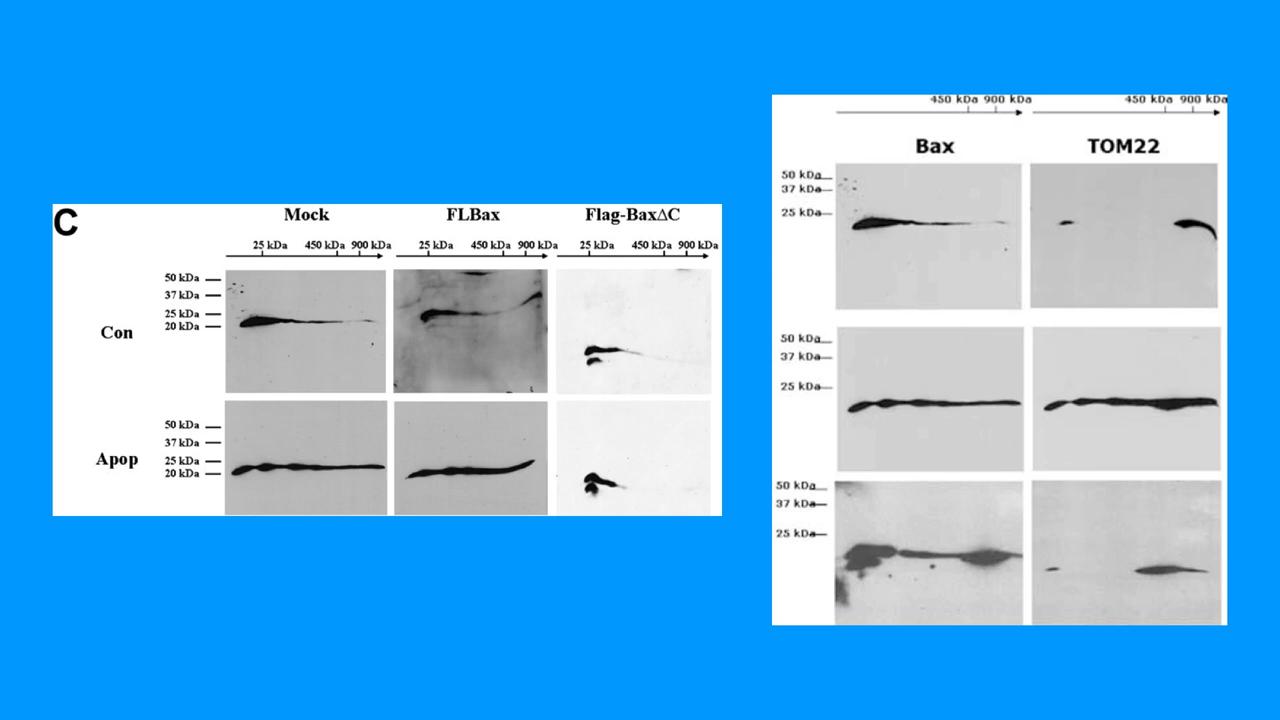 C
Mock FLBax Flag-BaxΔC
25 kDa 450 kDa 900 kDa 25 kDa 450 kDa 900 kDa 25 kDa 450 kDa 900 kDa
50 kDa
37 kDa
25 kDa
20 kDa
Con
50 kDa
37 kDa
25 kDa
20 kDa
Apop
450 kDa 900 kDa 450 kDa 900 kDa
Bax TOM22
50 kDa
37 kDa
25 kDa
50 kDa
37 kDa
25 kDa
50 kDa
37 kDa
25 kDa